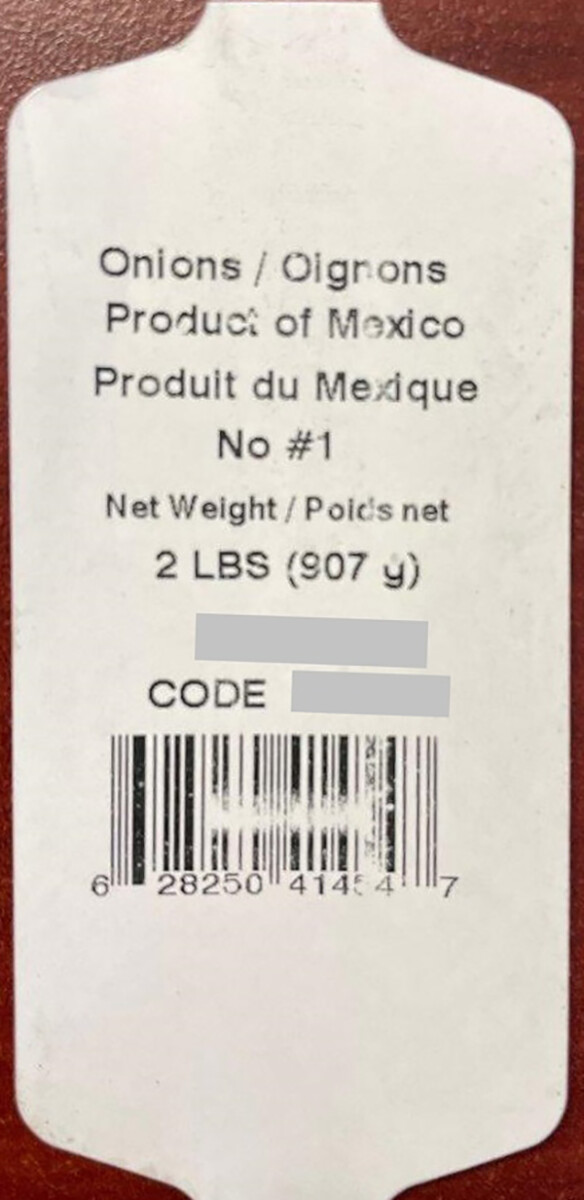 Onions / Oignons
Product of Mexico
Produit du Mexique
No #1
Net Weight / Poids net
2 LBS (907 g)
CODE
6 28250 41454 7